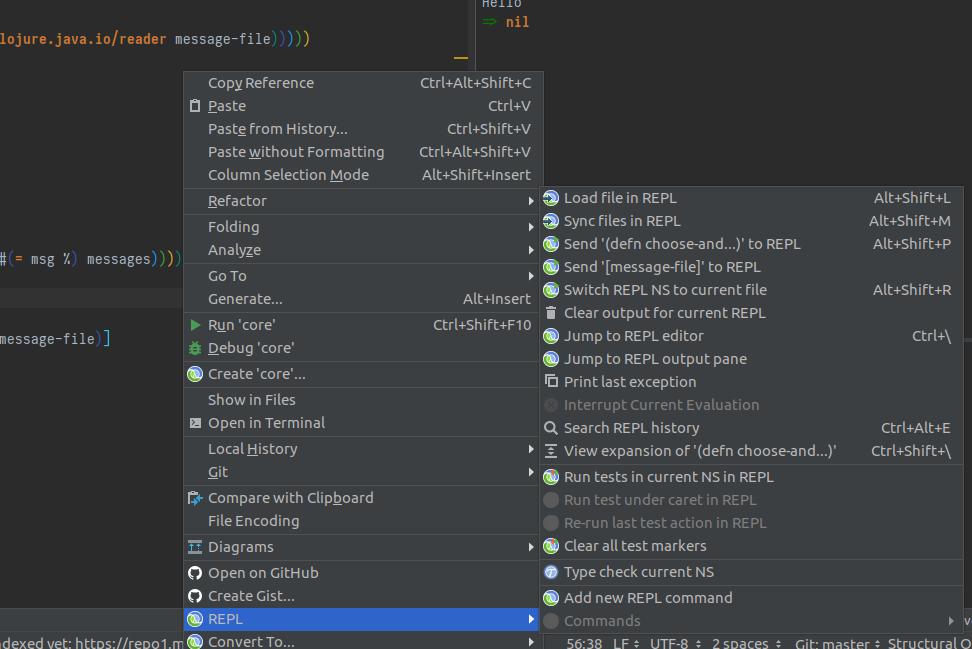 Hello
=> nil
lojure.java.io/reader message-file)))))
#(= msg %) messages))))
message-file)]
Copy Reference Ctrl+Alt+Shift+C
Paste Ctrl+V
Paste from History... Ctrl+Shift+V
Paste without Formatting Ctrl+Alt+Shift+V
Column Selection Mode Alt+Shift+Insert
Refactor
Folding
Analyze
Go To
Generate... Alt+Insert
Run 'core' Ctrl+Shift+F10
Debug 'core'
Create 'core'...
Show in Files
Open in Terminal
Local History
Git
Compare with Clipboard
File Encoding
Diagrams
Open on GitHub
Create Gist...
REPL
Convert To...
Load file in REPL Alt+Shift+L
Sync files in REPL Alt+Shift+M
Send '(defn choose-and...)' to REPL Alt+Shift+P
Send '[message-file]' to REPL
Switch REPL NS to current file Alt+Shift+R
Clear output for current REPL
Jump to REPL editor Ctrl+\
Jump to REPL output pane
Print last exception
Interrupt Current Evaluation
Search REPL history Ctrl+Alt+E
View expansion of '(defn choose-and...)' Ctrl+Shift+\
Run tests in current NS in REPL
Run test under caret in REPL
Re-run last test action in REPL
Clear all test markers
Type check current NS
Add new REPL command
Commands
ndexed yet: https://repo1.m 56:38 LF UTF-8 2 spaces Git: master Structural